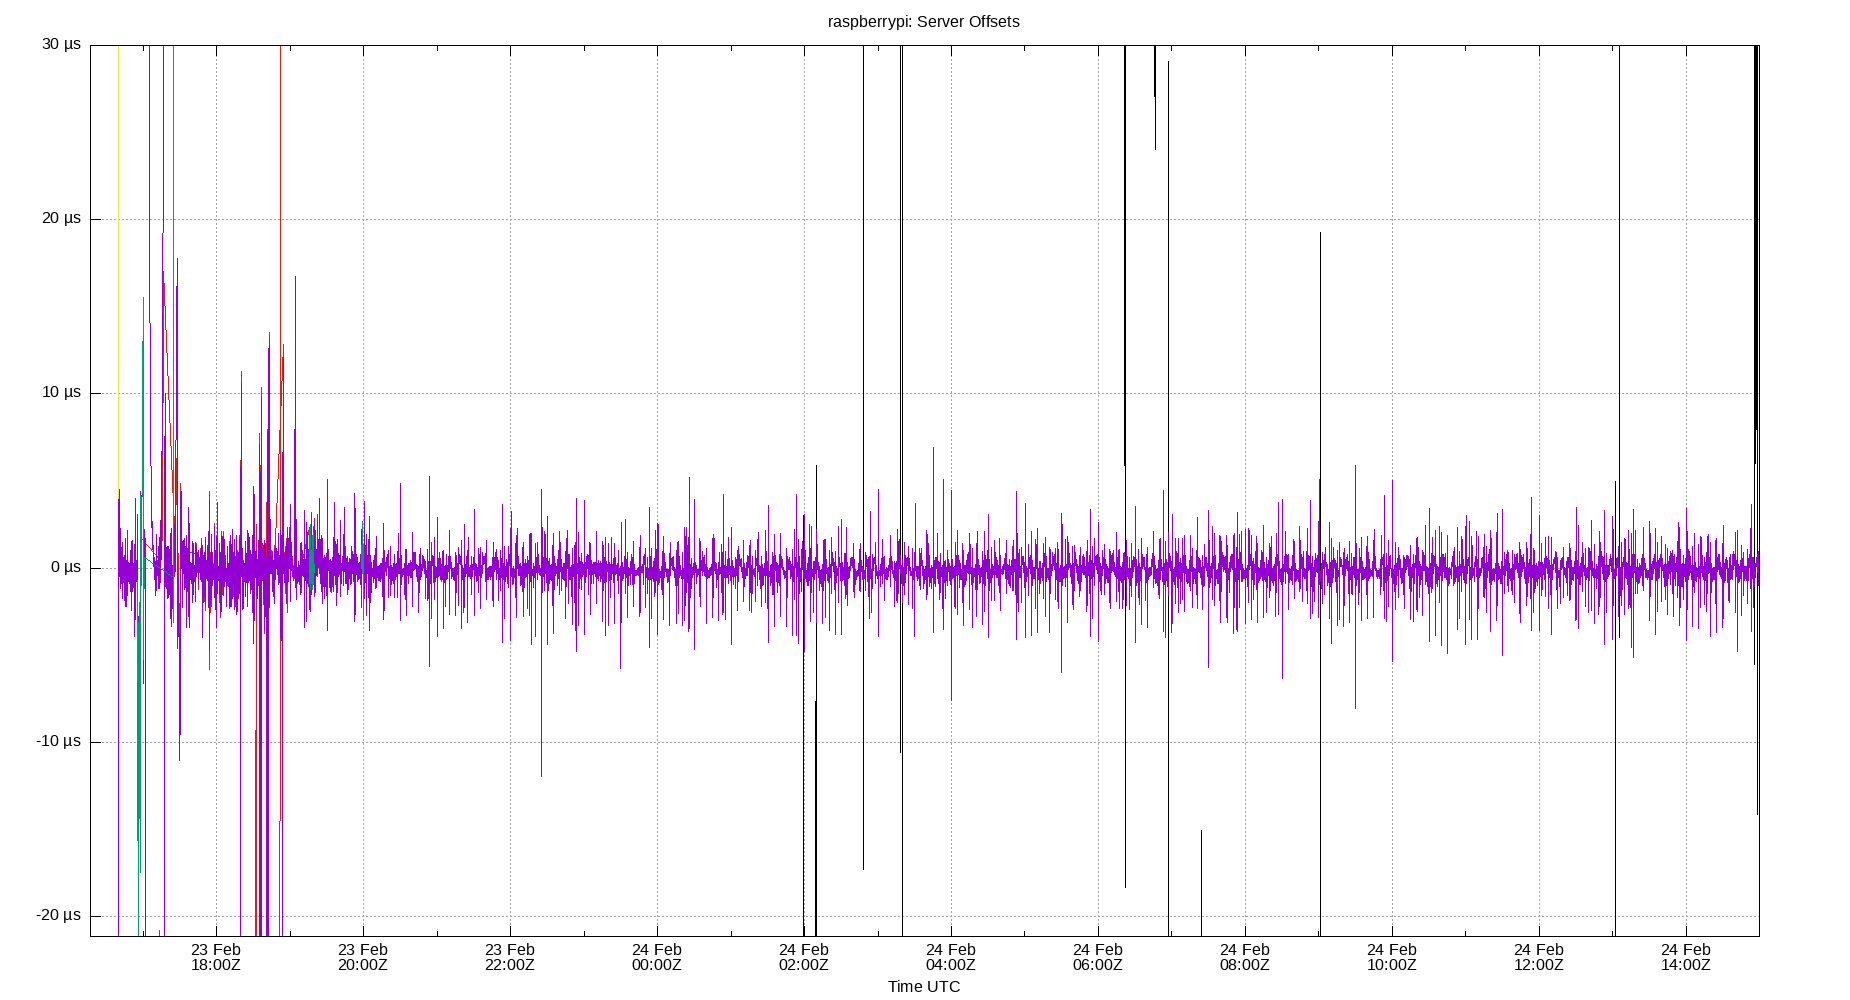 raspberrypi: Server Offsets
30 µs
20 µs
10 µs
0 µs
-10 µs
-20 µs
23 Feb
18:00Z
23 Feb
20:00Z
23 Feb
22:00Z
24 Feb
00:00Z
24 Feb
02:00Z
24 Feb
04:00Z
24 Feb
06:00Z
24 Feb
08:00Z
24 Feb
10:00Z
24 Feb
12:00Z
24 Feb
14:00Z
Time UTC